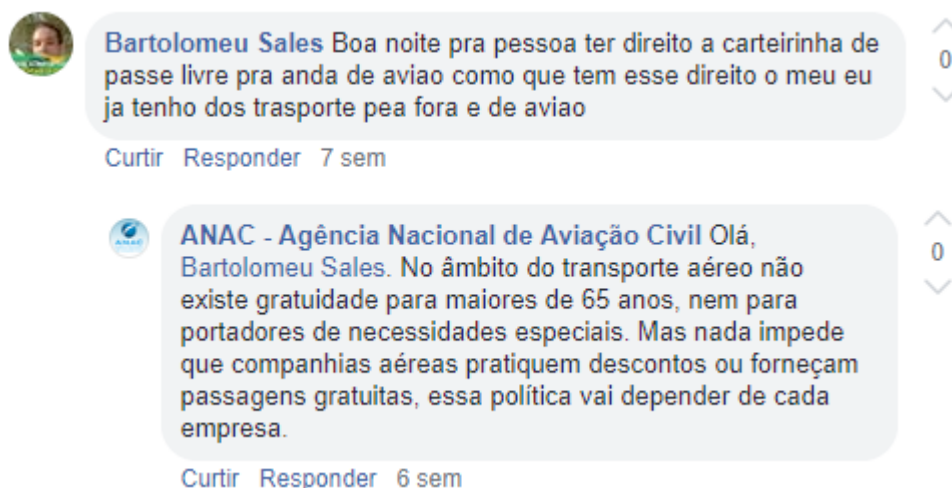 Bartolomeu Sales Boa noite pra pessoa ter direito a carteirinha de
passe livre pra anda de aviao como que tem esse direito o meu eu
ja tenho dos trasporte pea fora e de aviao
0
Curtir Responder 7 sem
ANAC - Agência Nacional de Aviação Civil Olá,
Bartolomeu Sales. No âmbito do transporte aéreo não
existe gratuidade para maiores de 65 anos, nem para
portadores de necessidades especiais. Mas nada impede
que companhias aéreas pratiquem descontos ou forneçam
passagens gratuitas, essa política vai depender de cada
empresa.
0
Curtir Responder 6 sem